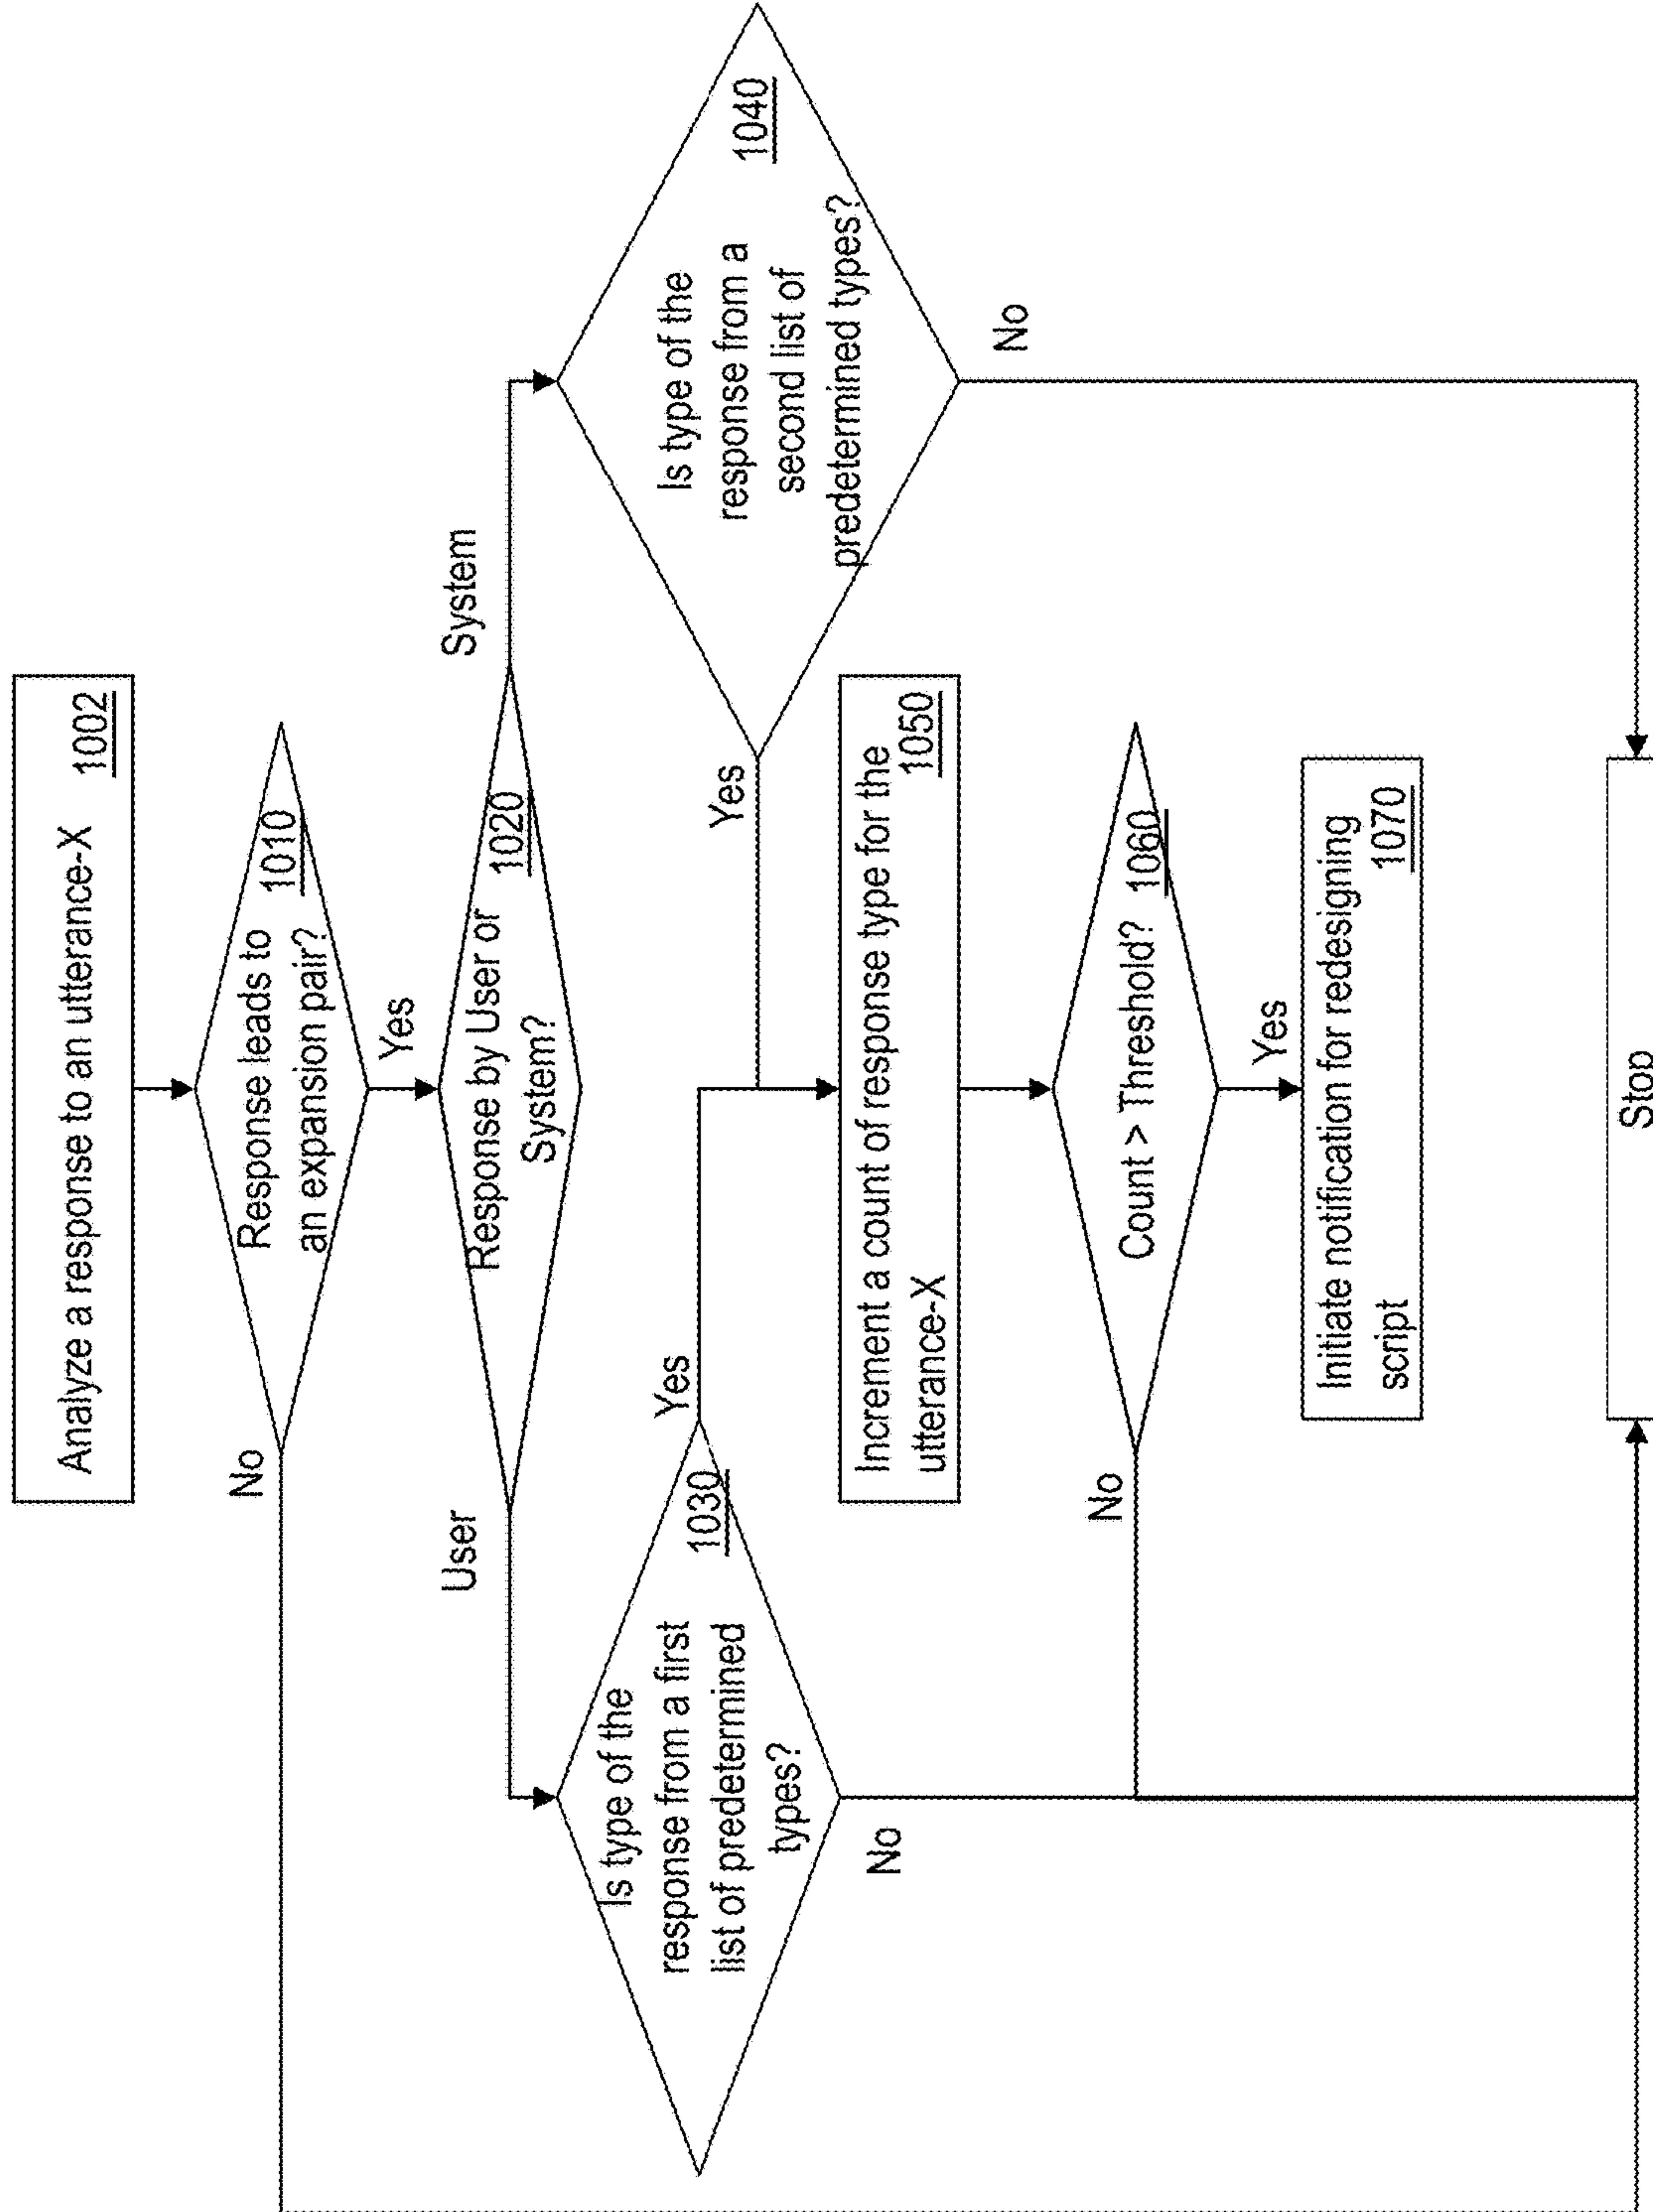 Analyze a response to an utterance-X 1002
Response leads to 1010
an expansion pair?
No
Yes
Response by User or 1020
System?
User
System
Is type of the
response from a first 1030
list of predetermined
types?
Yes
No
Is type of the 1040
response from a
second list of
predetermined types?
Yes
No
Increment a count of response type for the
utterance-X 1050
Count > Threshold? 1060
No
Yes
Initiate notification for redesigning
script 1070
Stop